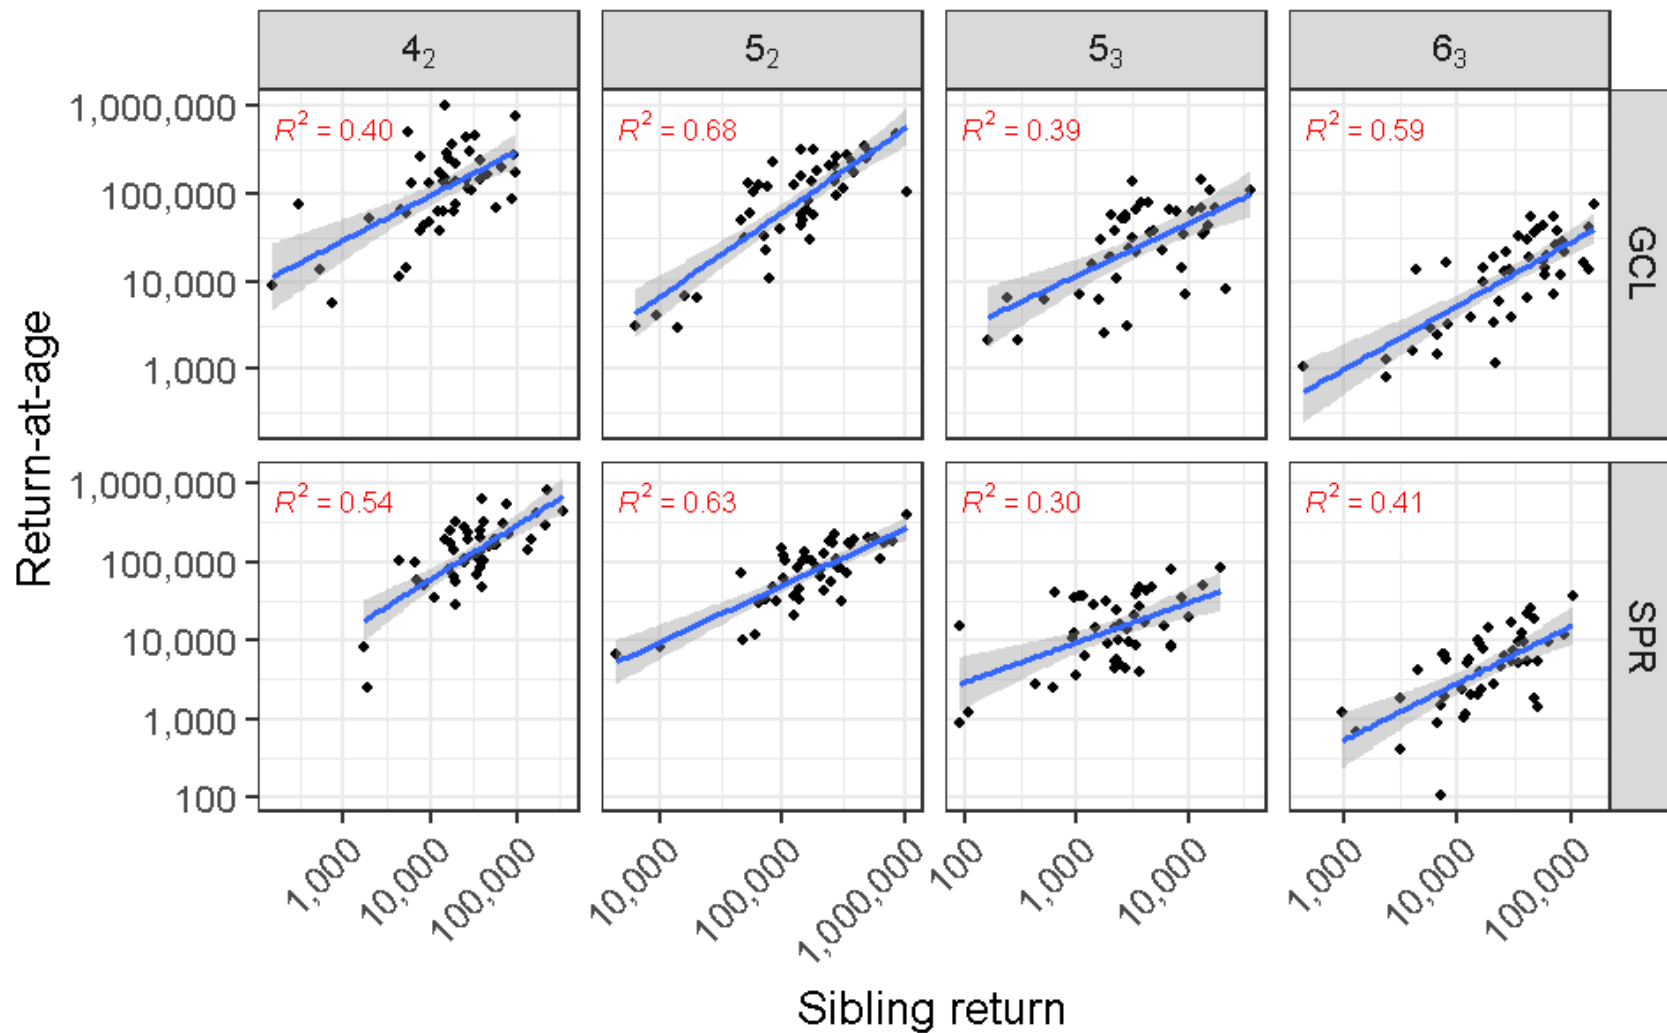 4₂ 5₂ 5₃ 6₃
1,000,000
R² = 0.40 R² = 0.68 R² = 0.39 R² = 0.59
100,000
10,000
1,000
GCL
Return-at-age
1,000,000
R² = 0.54 R² = 0.63 R² = 0.30 R² = 0.41
100,000
10,000
1,000
100
SPR
1,000 10,000 100,000 10,000 100,000 1,000,000 100 1,000 10,000 1,000 10,000 100,000
Sibling return